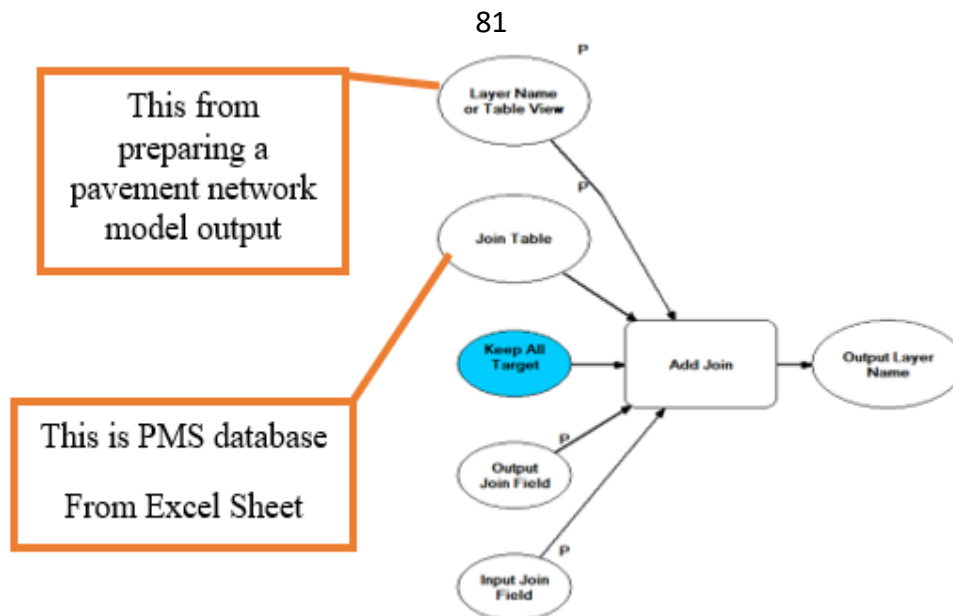 81
P
Layer Name
or Table View
This from
preparing a
pavement network
model output
P
Join Table
Keep All
Target
Add Join
Output Layer
Name
This is PMS database
From Excel Sheet
P
Output
Join Field
P
Input Join
Field